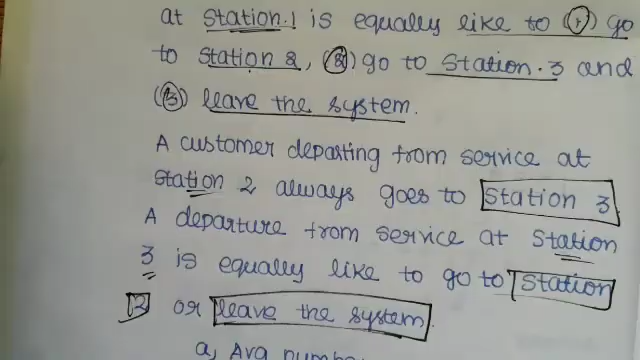 at Station.1 is equally like to (1) go
to Station 2, (2) go to Station.3 and
(3) leave the system.
A customer departing from service at
station 2 always goes to Station 3
A departure from service at Station
3 is equally like to go to Station
2 or leave the system
a, Avg number